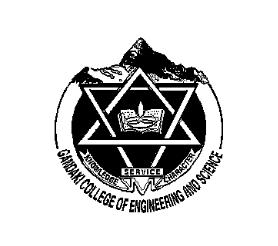 KNOWLEDGE SERVICE CHARACTER
GANDAKI COLLEGE OF ENGINEERING AND SCIENCE